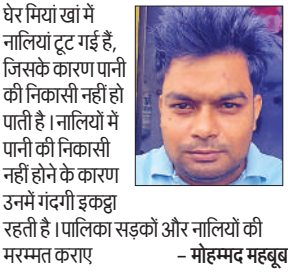 घेर मियां खां में
नालियां टूट गई हैं,
जिसके कारण पानी
की निकासी नहीं हो
पाती है। नालियों में
पानी की निकासी
नहीं होने के कारण
उनमें गंदगी इकट्ठा
रहती है। पालिका सड़कों और नालियों की
मरम्मत कराए – मोहम्मद महबूब